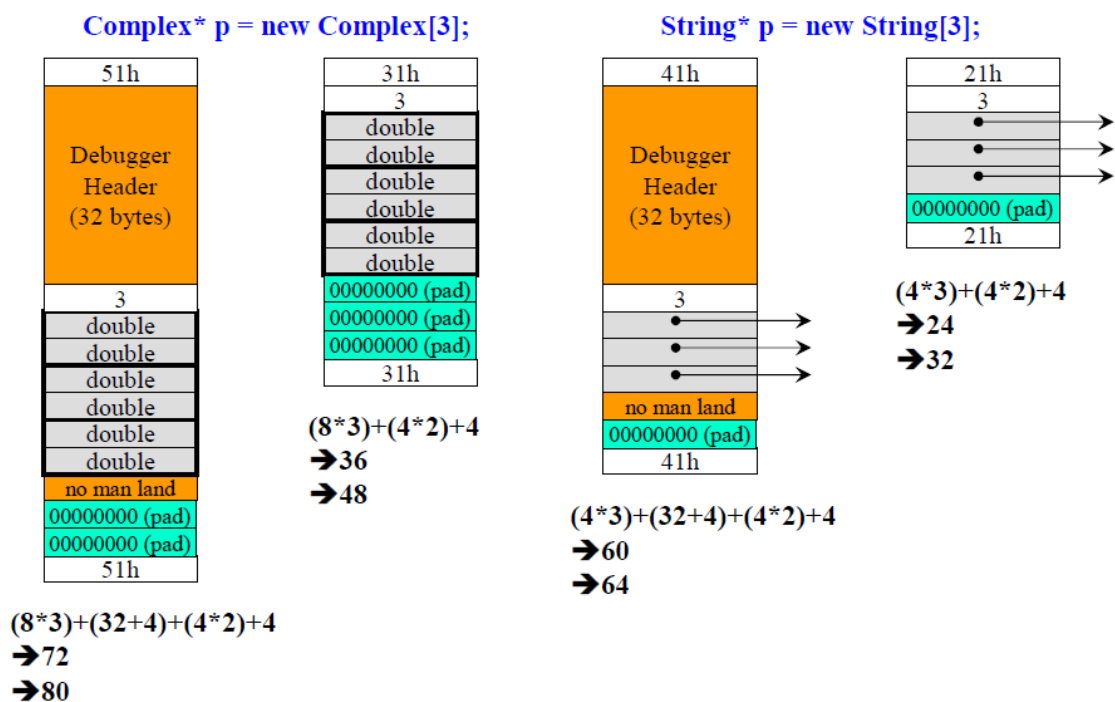 Complex* p = new Complex[3];
51h
Debugger
Header
(32 bytes)
3
double
double
double
double
double
double
no man land
00000000 (pad)
00000000 (pad)
51h
(8*3)+(32+4)+(4*2)+4
➔72
➔80
31h
3
double
double
double
double
double
double
00000000 (pad)
00000000 (pad)
00000000 (pad)
31h
(8*3)+(4*2)+4
➔36
➔48
String* p = new String[3];
41h
Debugger
Header
(32 bytes)
3
no man land
00000000 (pad)
41h
(4*3)+(32+4)+(4*2)+4
➔60
➔64
21h
3
00000000 (pad)
21h
(4*3)+(4*2)+4
➔24
➔32